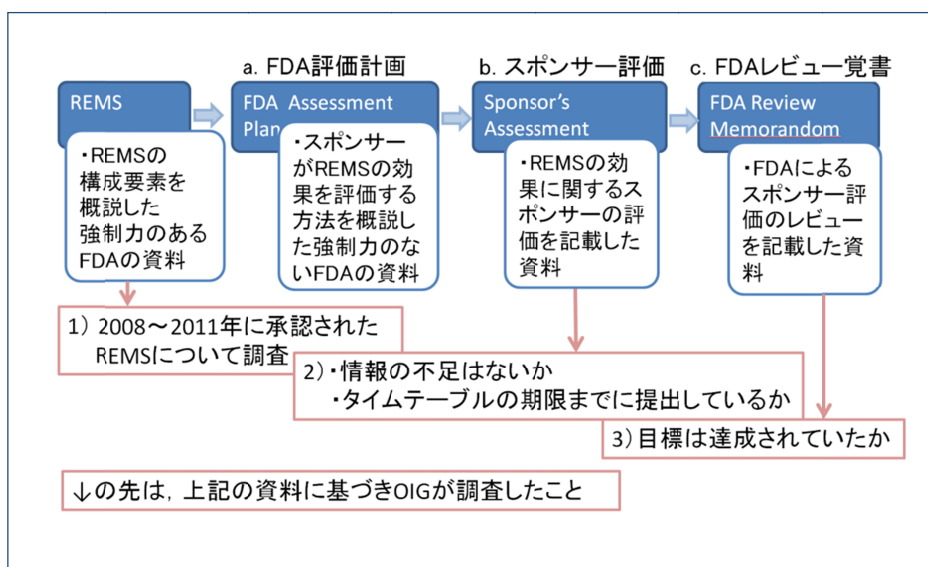 a. FDA評価計画
b. スポンサー評価
c. FDAレビュー覚書
REMS
・REMSの
構成要素を
概説した
強制力のある
FDAの資料
FDA Assessment
Plan
・スポンサー
がREMSの効
果を評価する
方法を概説し
た強制力のな
いFDAの資料
Sponsor's
Assessment
・REMSの効
果に関するス
ポンサーの評
価を記載した
資料
FDA Review
Memorandom
・FDAによる
スポンサー評
価のレビュー
を記載した資
料
1） 2008～2011年に承認された
REMSについて調査
2）・情報の不足はないか
・タイムテーブルの期限までに提出しているか
3）目標は達成されていたか
↓の先は，上記の資料に基づきOIGが調査したこと